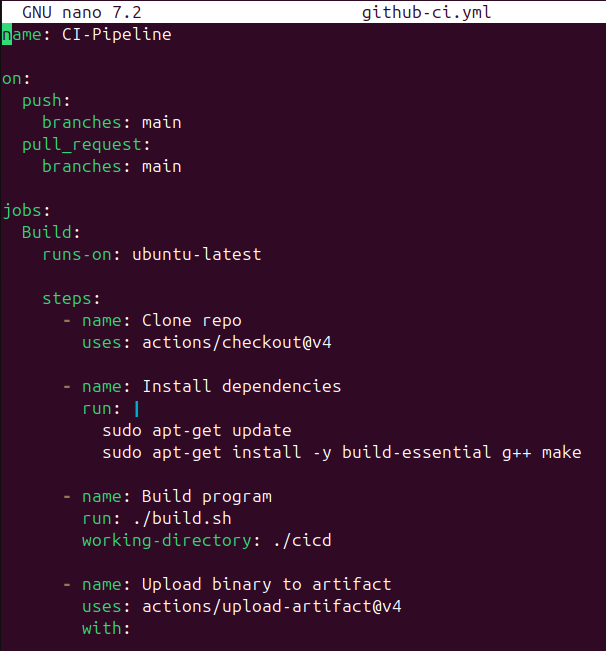 GNU nano 7.2 github-ci.yml
name: CI-Pipeline
on:
push:
branches: main
pull_request:
branches: main
jobs:
Build:
runs-on: ubuntu-latest
steps:
- name: Clone repo
uses: actions/checkout@v4
- name: Install dependencies
run: |
sudo apt-get update
sudo apt-get install -y build-essential g++ make
- name: Build program
run: ./build.sh
working-directory: ./cicd
- name: Upload binary to artifact
uses: actions/upload-artifact@v4
with: